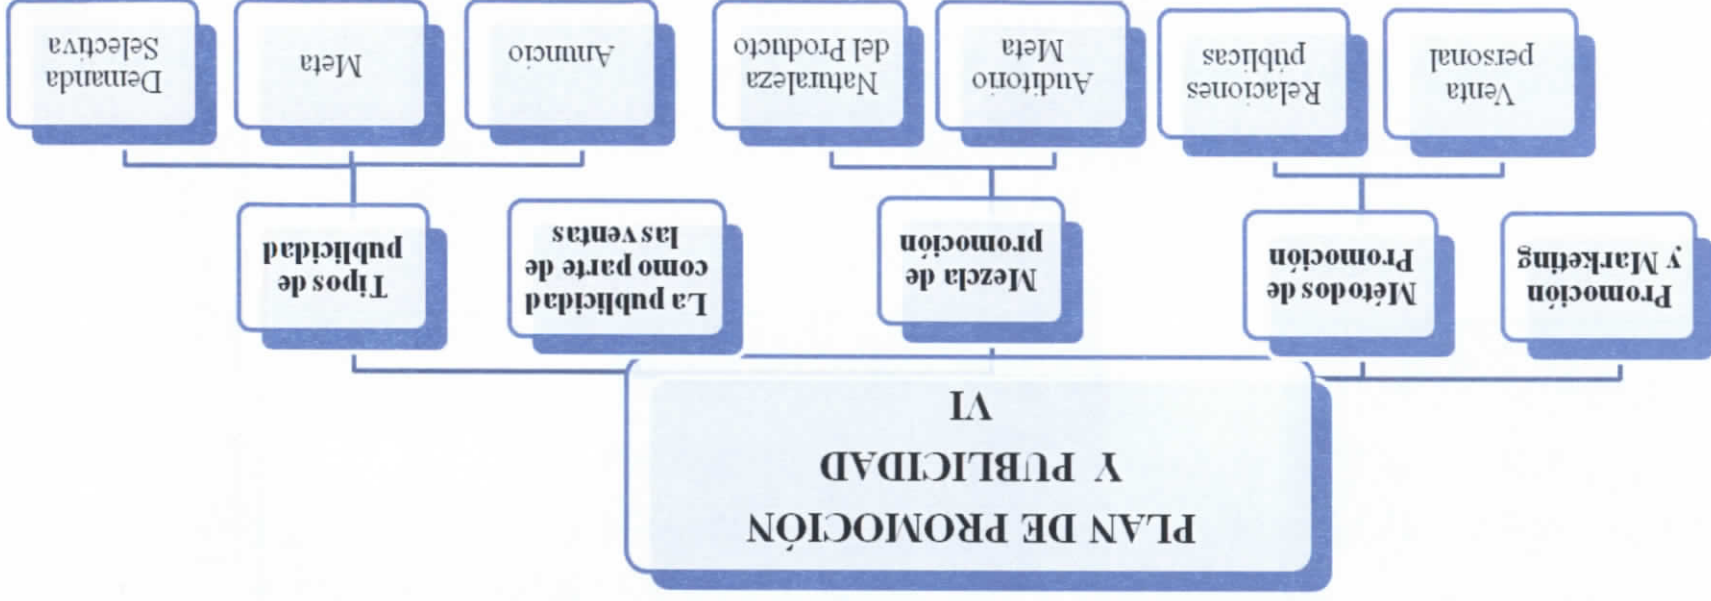 PLAN DE PROMOCIÓN
Y PUBLICIDAD
VI
Promoción
y Marketing
Métodos de
Promoción
Mezcla de
promoción
La publicidad
como parte de
las ventas
Tipos de
publicidad
Venta
personal
Relaciones
públicas
Auditorio
Meta
Naturaleza
del Producto
Anuncio
Meta
Demanda
Selectiva